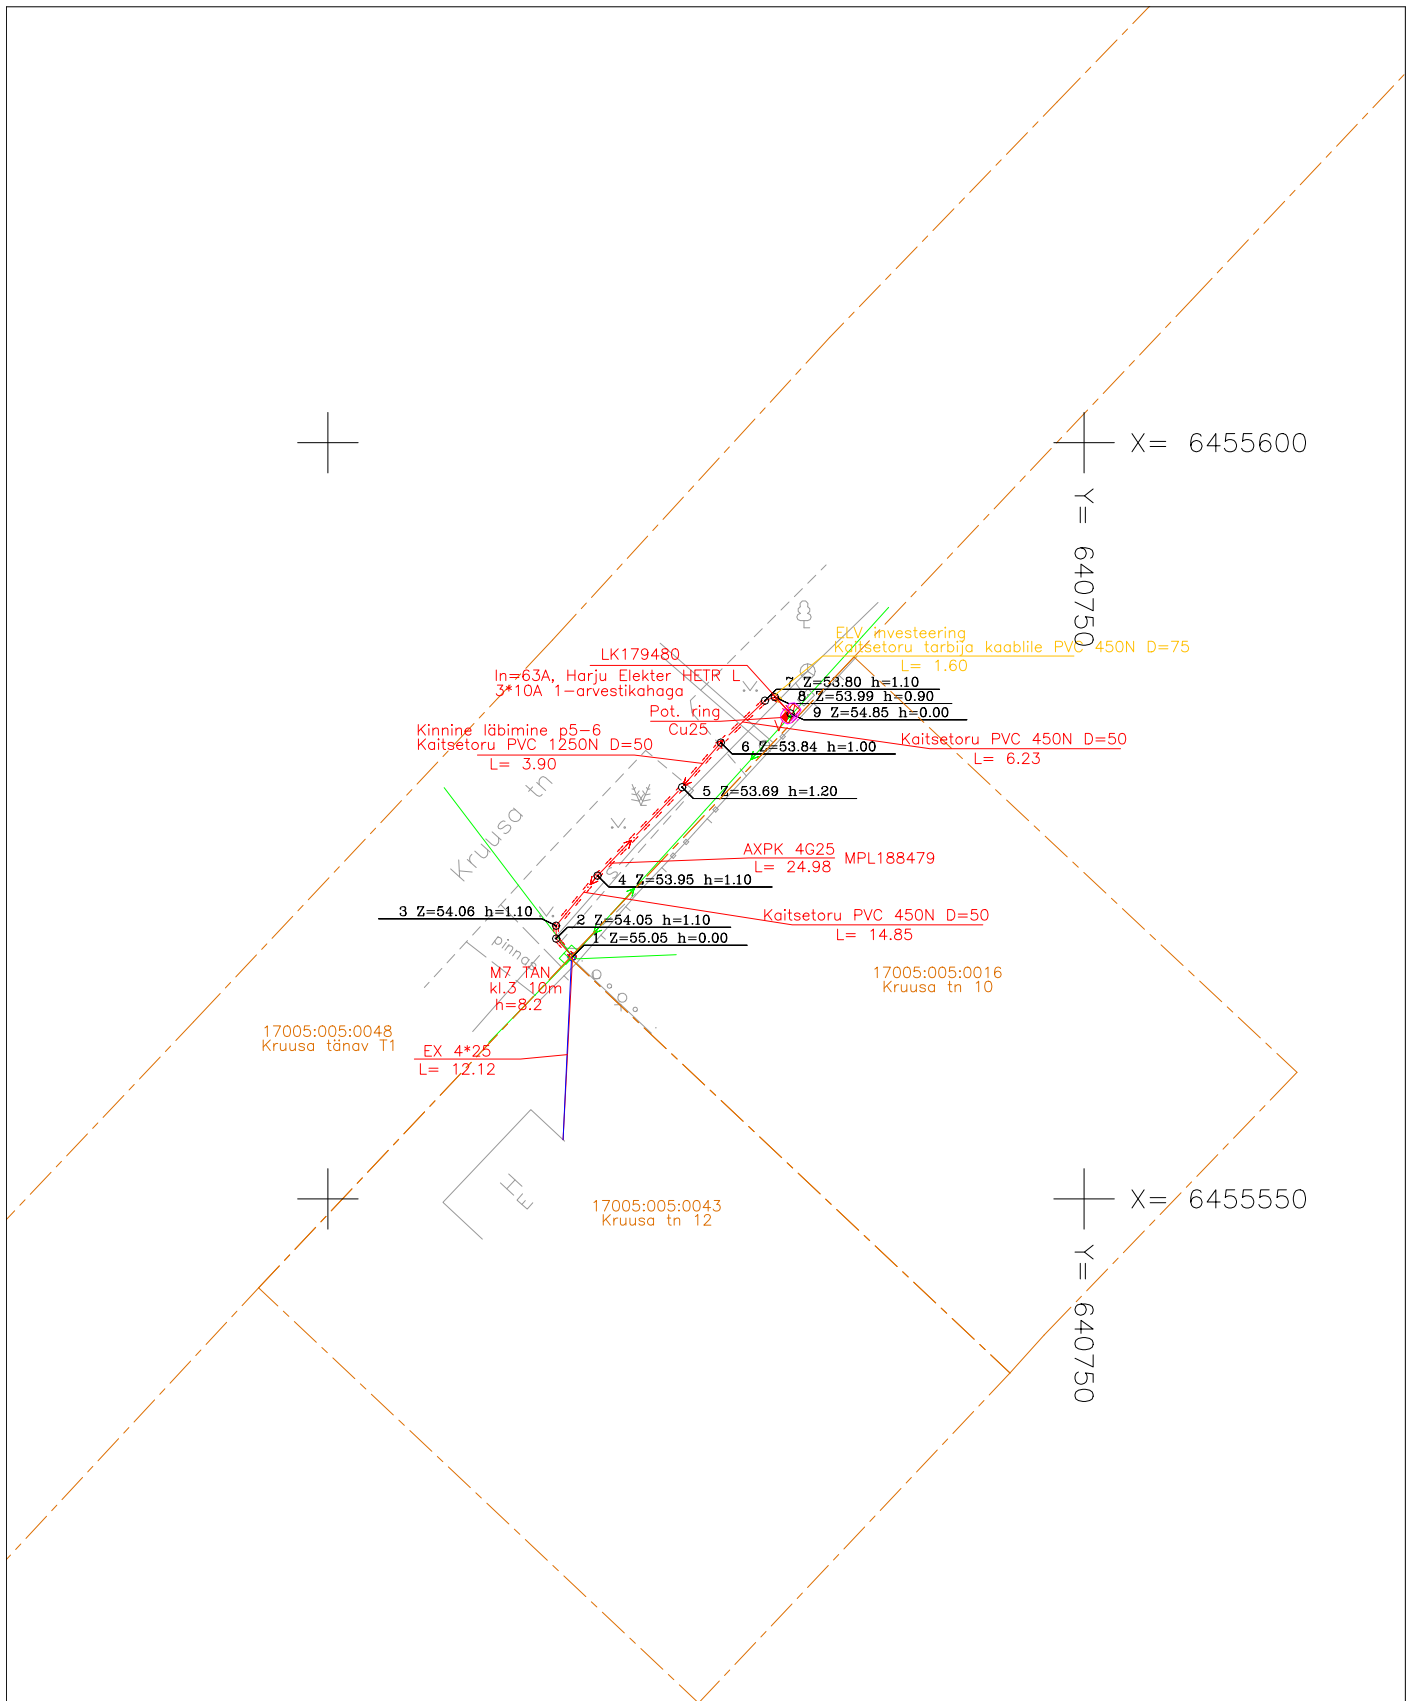 X= 6455600
Y= 640750
ELV investeering
Kaitsetoru tarbija kaablile PVC 450N D=75
L= 1.60
LK179480
In=63A, Harju Elekter HETR L
3*10A 1-arvestikahaga
7 Z=53.80 h=1.10
8 Z=53.99 h=0.90
9 Z=54.85 h=0.00
Pot. ring
Cu25
Kinnine läbimine p5-6
Kaitsetoru PVC 1250N D=50
L= 3.90
Kaitsetoru PVC 450N D=50
L= 6.23
6 Z=53.84 h=1.00
5 Z=53.69 h=1.20
Kruusa tn
AXPK 4G25 MPL188479
L= 24.98
4 Z=53.95 h=1.10
3 Z=54.06 h=1.10
2 Z=54.05 h=1.10
Kaitsetoru PVC 450N D=50
L= 14.85
1 Z=55.05 h=0.00
pinnas
M7 TAN
kl.3 10m
h=8.2
17005:005:0016
Kruusa tn 10
17005:005:0048
Kruusa tänav T1
EX 4*25
L= 12.12
HE
17005:005:0043
Kruusa tn 12
X= 6455550
Y= 640750